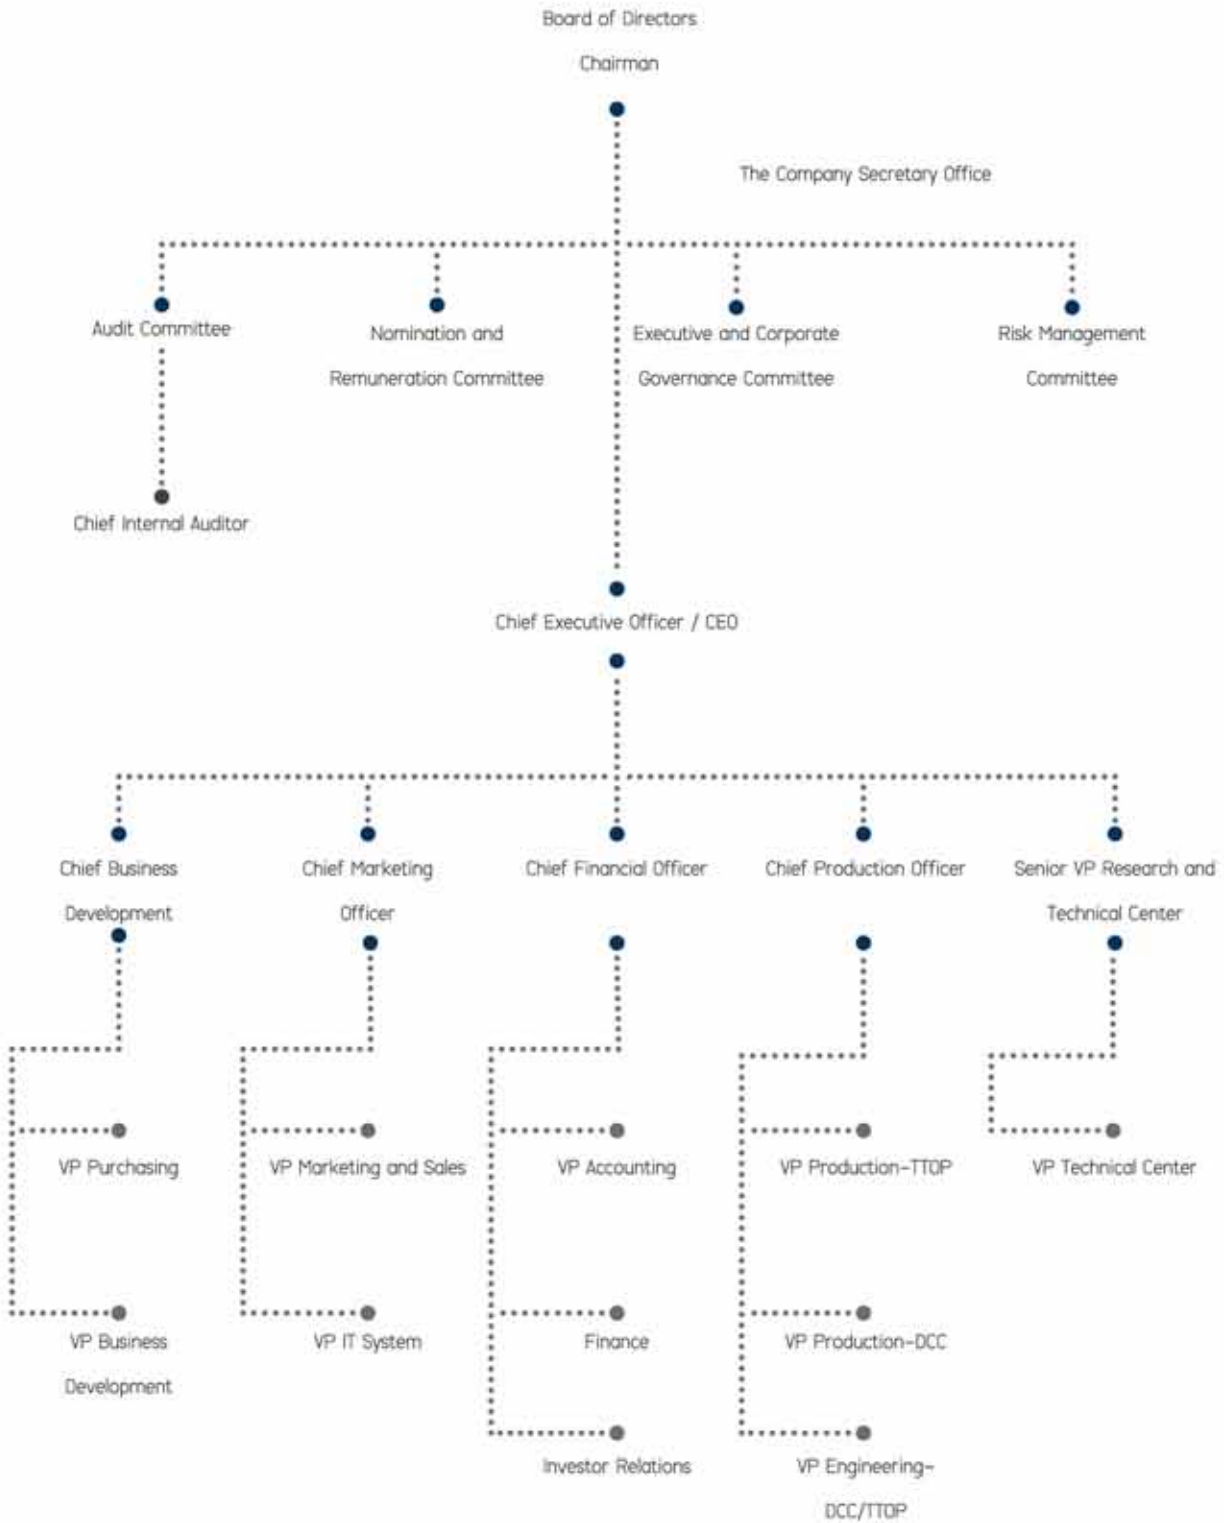 Board of Directors
Chairman
The Company Secretary Office
Audit Committee
Nomination and
Remuneration Committee
Executive and Corporate
Governance Committee
Risk Management
Committee
Chief Internal Auditor
Chief Executive Officer / CEO
Chief Business
Development
Chief Marketing
Officer
Chief Financial Officer
Chief Production Officer
Senior VP Research and
Technical Center
VP Purchasing
VP Marketing and Sales
VP Accounting
VP Production-TTOP
VP Technical Center
VP Business
Development
VP IT System
Finance
VP Production-DCC
Investor Relations
VP Engineering-
DCC/TTOP